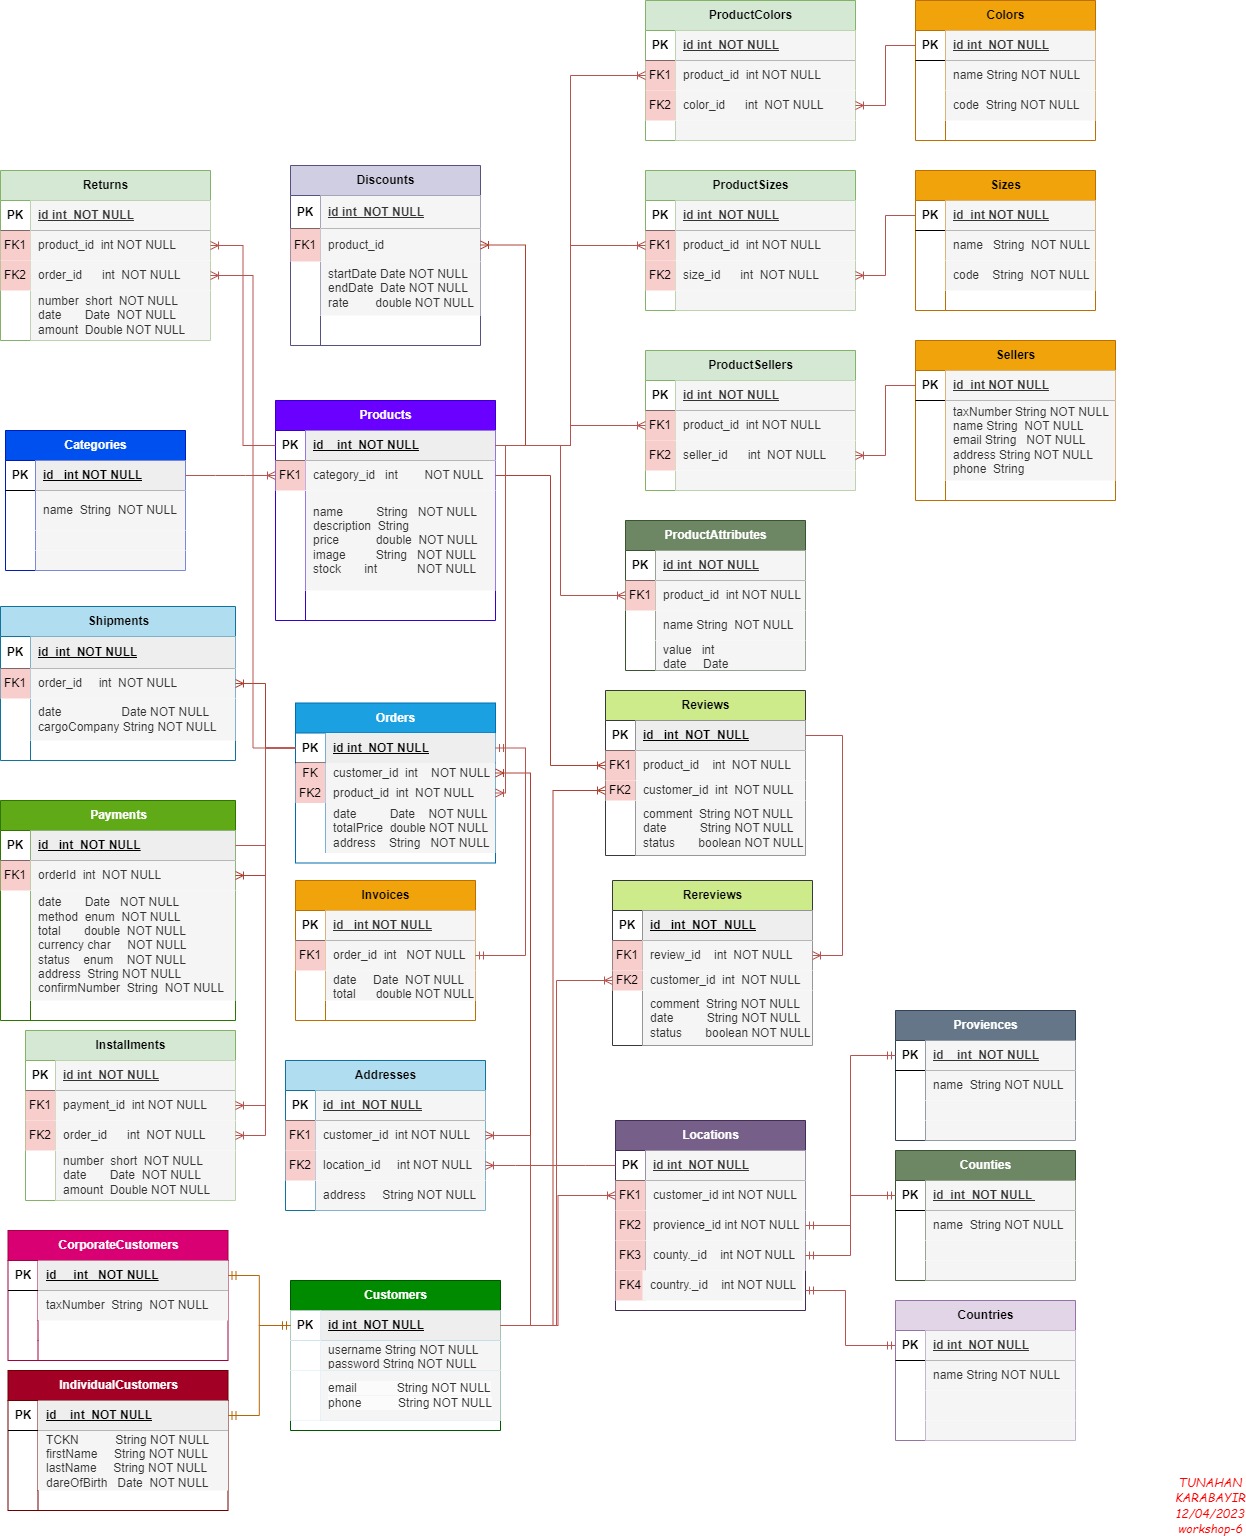 ProductColors
PK id int NOT NULL
FK1 product_id int NOT NULL
FK2 color_id int NOT NULL
Colors
PK id int NOT NULL
name String NOT NULL
code String NOT NULL
Returns
PK id int NOT NULL
FK1 product_id int NOT NULL
FK2 order_id int NOT NULL
number short NOT NULL
date Date NOT NULL
amount Double NOT NULL
Discounts
PK id int NOT NULL
FK1 product_id
startDate Date NOT NULL
endDate Date NOT NULL
rate double NOT NULL
ProductSizes
PK id int NOT NULL
FK1 product_id int NOT NULL
FK2 size_id int NOT NULL
Sizes
PK id int NOT NULL
name String NOT NULL
code String NOT NULL
ProductSellers
PK id int NOT NULL
FK1 product_id int NOT NULL
FK2 seller_id int NOT NULL
Sellers
PK id int NOT NULL
taxNumber String NOT NULL
name String NOT NULL
email String NOT NULL
address String NOT NULL
phone String
Categories
PK id int NOT NULL
name String NOT NULL
Products
PK id int NOT NULL
FK1 category_id int NOT NULL
name String NOT NULL
description String
price double NOT NULL
image String NOT NULL
stock int NOT NULL
ProductAttributes
PK id int NOT NULL
FK1 product_id int NOT NULL
name String NOT NULL
value int
date Date
Shipments
PK id int NOT NULL
FK1 order_id int NOT NULL
date Date NOT NULL
cargoCompany String NOT NULL
Orders
PK id int NOT NULL
FK customer_id int NOT NULL
FK2 product_id int NOT NULL
date Date NOT NULL
totalPrice double NOT NULL
address String NOT NULL
Reviews
PK id int NOT NULL
FK1 product_id int NOT NULL
FK2 customer_id int NOT NULL
comment String NOT NULL
date String NOT NULL
status boolean NOT NULL
Payments
PK id int NOT NULL
FK1 orderId int NOT NULL
date Date NOT NULL
method enum NOT NULL
total double NOT NULL
currency char NOT NULL
status enum NOT NULL
address String NOT NULL
confirmNumber String NOT NULL
Invoices
PK id int NOT NULL
FK1 order_id int NOT NULL
date Date NOT NULL
total double NOT NULL
Rereviews
PK id int NOT NULL
FK1 review_id int NOT NULL
FK2 customer_id int NOT NULL
comment String NOT NULL
date String NOT NULL
status boolean NOT NULL
Installments
PK id int NOT NULL
FK1 payment_id int NOT NULL
FK2 order_id int NOT NULL
number short NOT NULL
date Date NOT NULL
amount Double NOT NULL
Addresses
PK id int NOT NULL
FK1 customer_id int NOT NULL
FK2 location_id int NOT NULL
address String NOT NULL
Locations
PK id int NOT NULL
FK1 customer_id int NOT NULL
FK2 provience_id int NOT NULL
FK3 county._id int NOT NULL
FK4 country._id int NOT NULL
Proviences
PK id int NOT NULL
name String NOT NULL
Counties
PK id int NOT NULL
name String NOT NULL
Countries
PK id int NOT NULL
name String NOT NULL
CorporateCustomers
PK id int NOT NULL
taxNumber String NOT NULL
Customers
PK id int NOT NULL
username String NOT NULL
password String NOT NULL
email String NOT NULL
phone String NOT NULL
IndividualCustomers
PK id int NOT NULL
TCKN String NOT NULL
firstName String NOT NULL
lastName String NOT NULL
dareOfBirth Date NOT NULL
TUNAHAN
KARABAYIR
12/04/2023
workshop-6